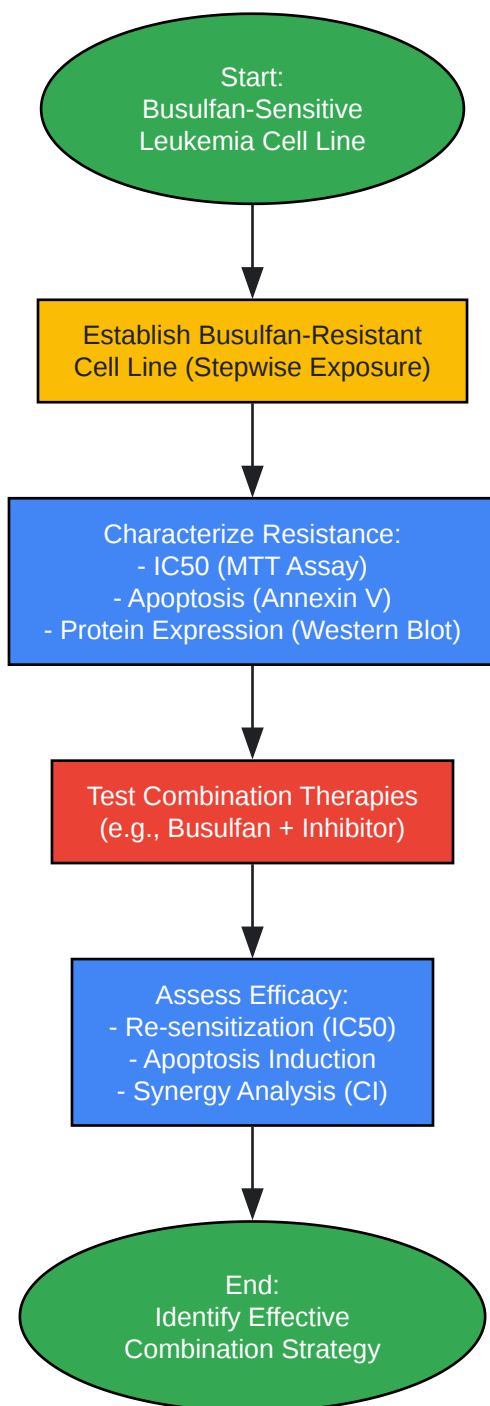 Start:
Busulfan-Sensitive
Leukemia Cell Line
Establish Busulfan-Resistant
Cell Line (Stepwise Exposure)
Characterize Resistance:
- IC50 (MTT Assay)
- Apoptosis (Annexin V)
- Protein Expression (Western Blot)
Test Combination Therapies
(e.g., Busulfan + Inhibitor)
Assess Efficacy:
- Re-sensitization (IC50)
- Apoptosis Induction
- Synergy Analysis (CI)
End:
Identify Effective
Combination Strategy